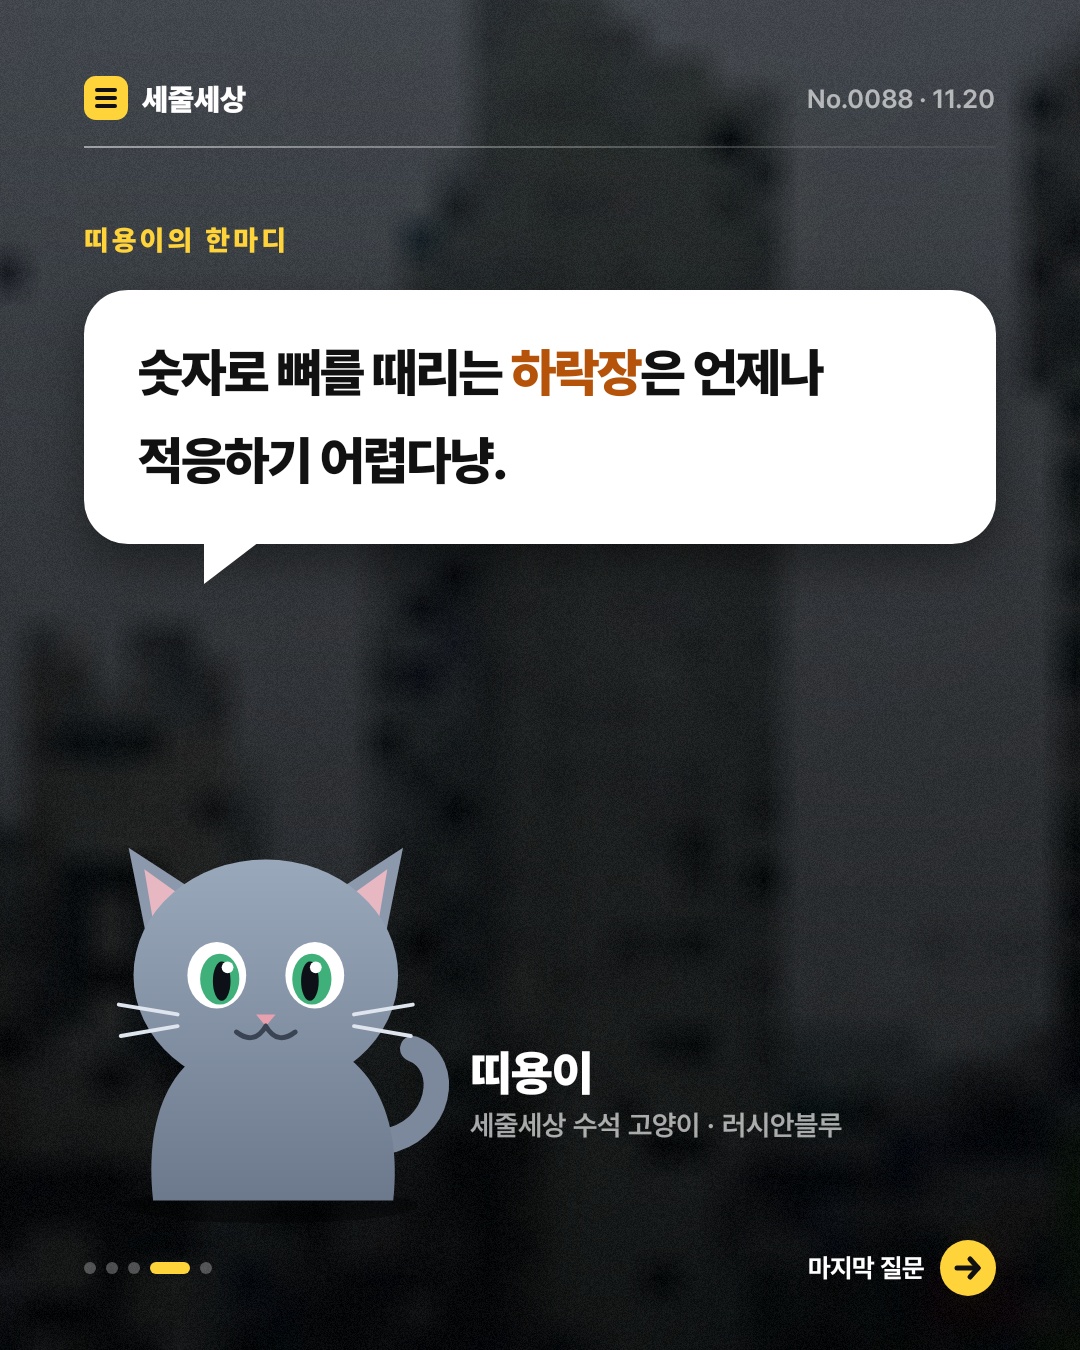 세줄세상
No.0088 · 11.20
띠용이의 한마디
숫자로 뼈를 때리는 하락장은 언제나
적응하기 어렵다냥.
띠용이
세줄세상 수석 고양이 · 러시안블루
마지막 질문